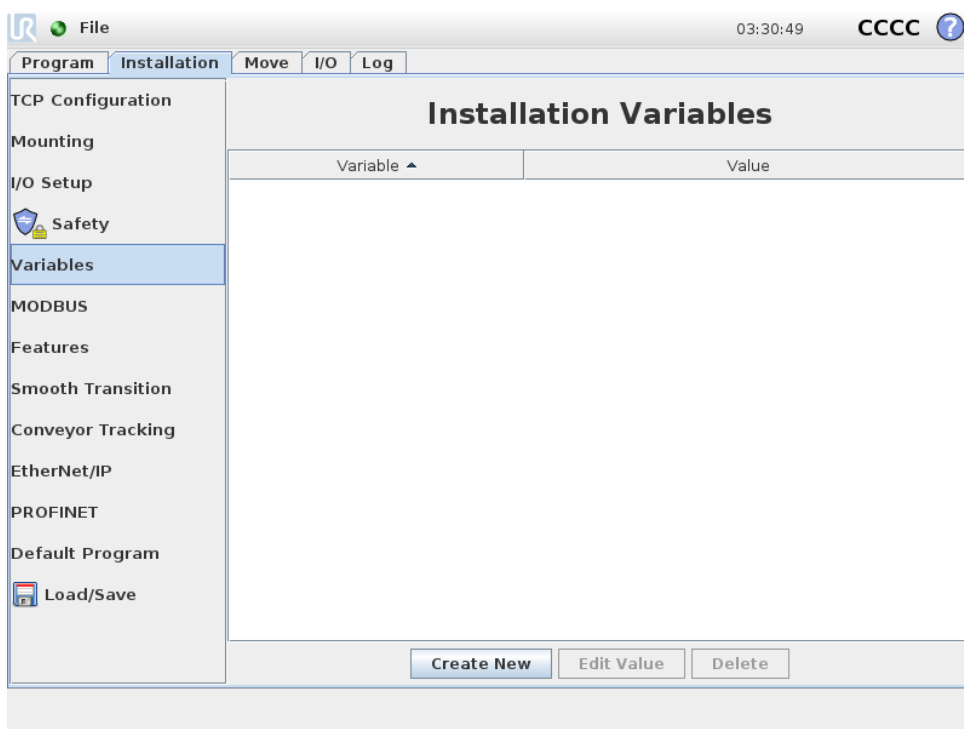 UR File 03:30:49 CCCC ?
Program Installation Move I/O Log
TCP Configuration
Mounting
I/O Setup
Safety
Variables
MODBUS
Features
Smooth Transition
Conveyor Tracking
EtherNet/IP
PROFINET
Default Program
Load/Save
Installation Variables
Variable Value
Create New Edit Value Delete